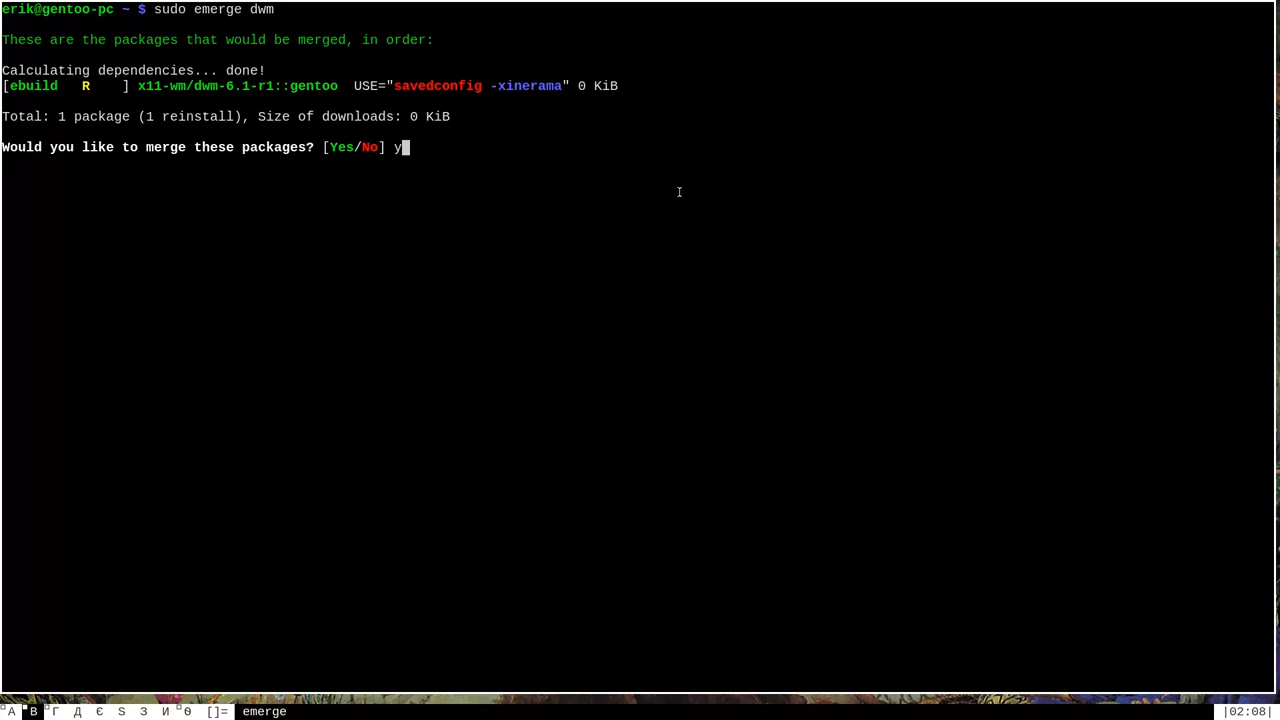 erik@gentoo-pc ~ $ sudo emerge dwm
These are the packages that would be merged, in order:
Calculating dependencies... done!
[ebuild   R    ] x11-wm/dwm-6.1-r1::gentoo  USE="savedconfig -xinerama" 0 KiB
Total: 1 package (1 reinstall), Size of downloads: 0 KiB
Would you like to merge these packages? [Yes/No] y
А В Г Д Є Ѕ З И Ѳ []= emerge |02:08|